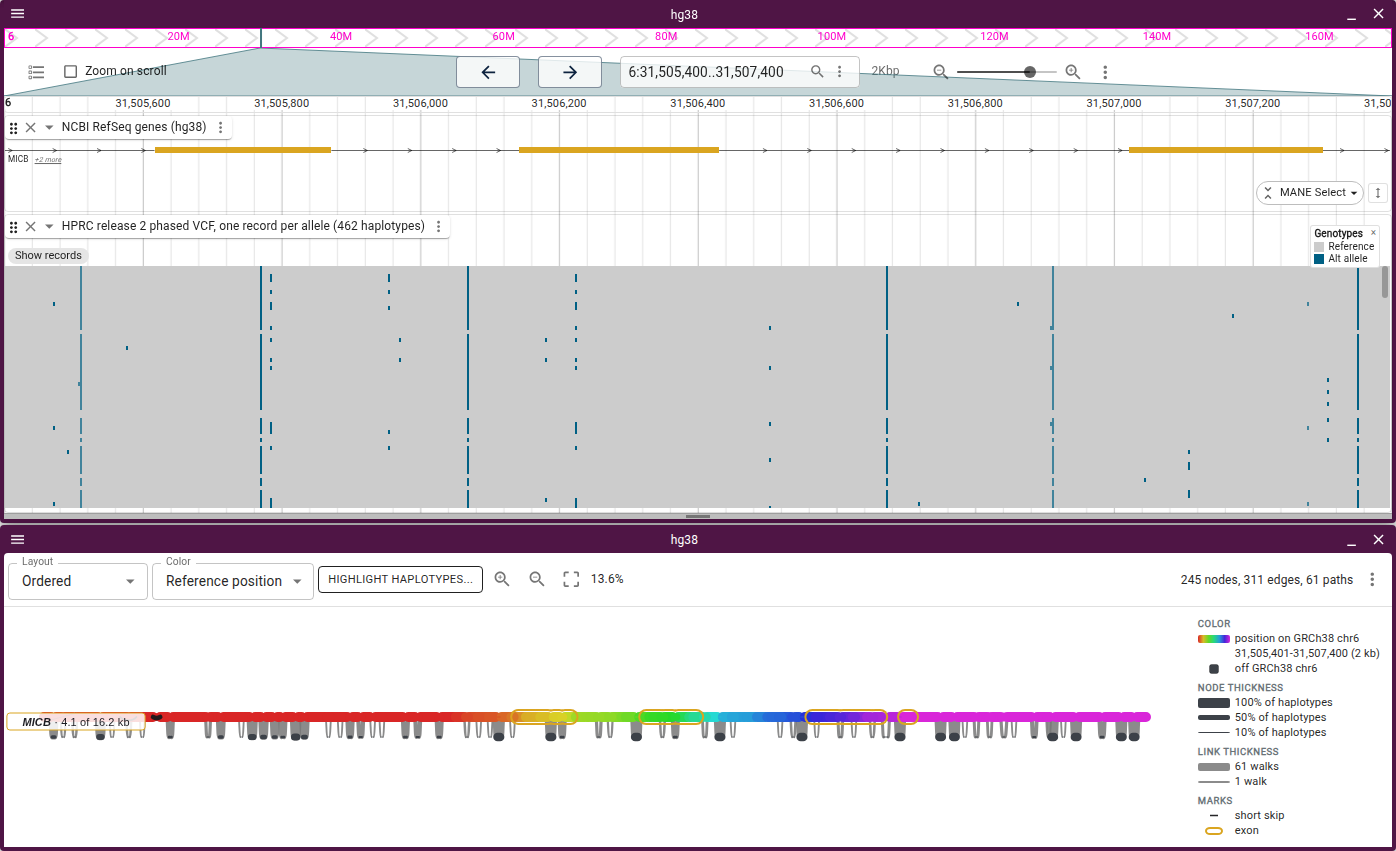 hg38
6 20M 40M 60M 80M 100M 120M 140M 160M
Zoom on scroll 6:31,505,400..31,507,400 2Kbp
6 31,505,600 31,505,800 31,506,000 31,506,200 31,506,400 31,506,600 31,506,800 31,507,000 31,507,200 31,50
NCBI RefSeq genes (hg38)
MICB +2 more
MANE Select
HPRC release 2 phased VCF, one record per allele (462 haplotypes)
Show records
Genotypes ×
Reference
Alt allele
hg38
Layout
Ordered
Color
Reference position
HIGHLIGHT HAPLOTYPES...
13.6%
245 nodes, 311 edges, 61 paths
MICB · 4.1 of 16.2 kb
COLOR
position on GRCh38 chr6
31,505,401-31,507,400 (2 kb)
off GRCh38 chr6
NODE THICKNESS
100% of haplotypes
50% of haplotypes
10% of haplotypes
LINK THICKNESS
61 walks
1 walk
MARKS
short skip
exon